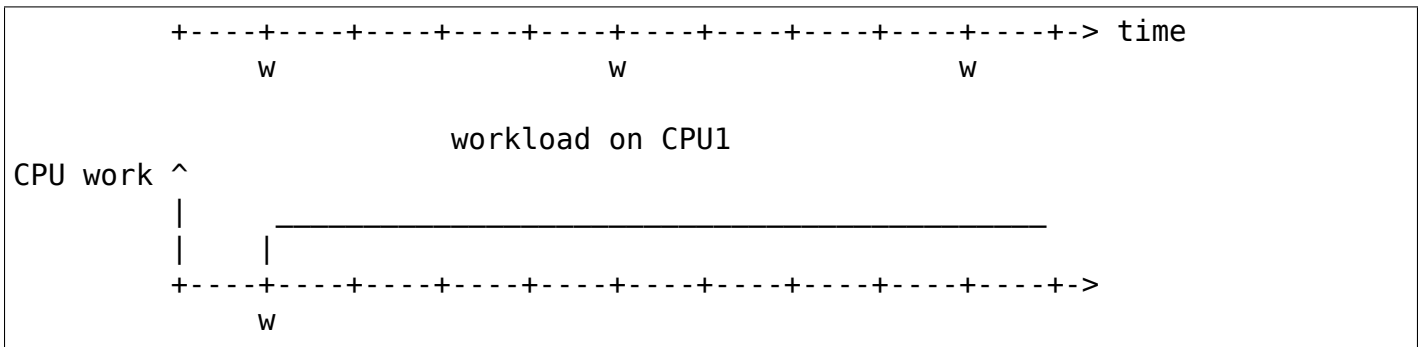 +----+----+----+----+----+----+----+----+----+----+-> time
              w                   w                   w
                         workload on CPU1
CPU work ^
         |     ____________________________________________
         |    |
         +----+----+----+----+----+----+----+----+----+----+->
              w